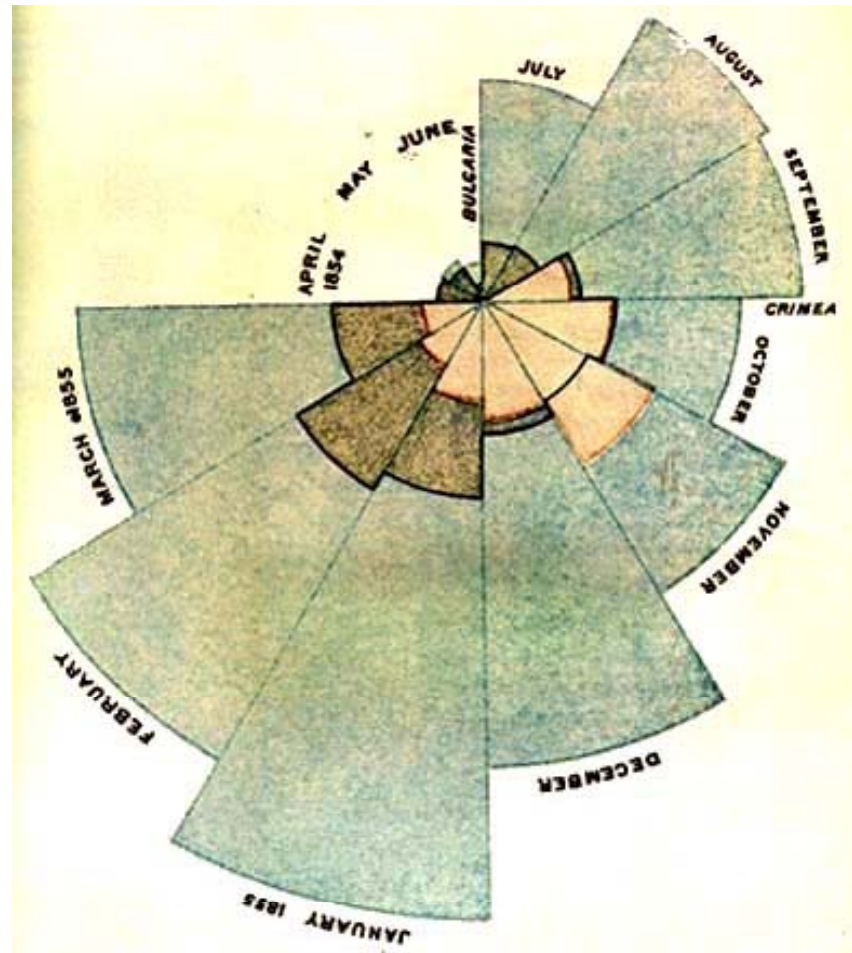 APRIL
1854
MAY
JUNE
BULGARIA
JULY
AUGUST
SEPTEMBER
CRIMEA
OCTOBER
NOVEMBER
DECEMBER
JANUARY 1855
FEBRUARY
MARCH 1855